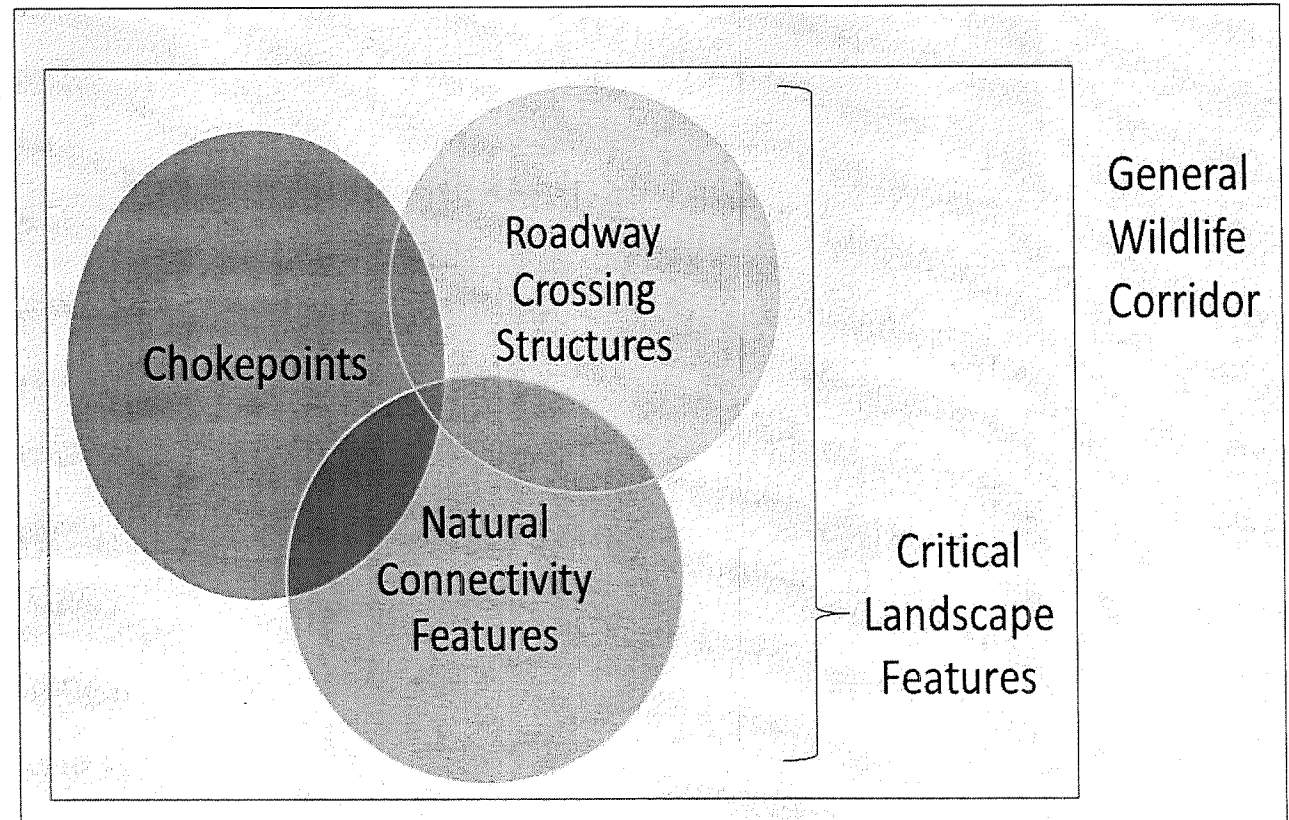 Chokepoints
Roadway
Crossing
Structures
Natural
Connectivity
Features
Critical
Landscape
Features
General
Wildlife
Corridor